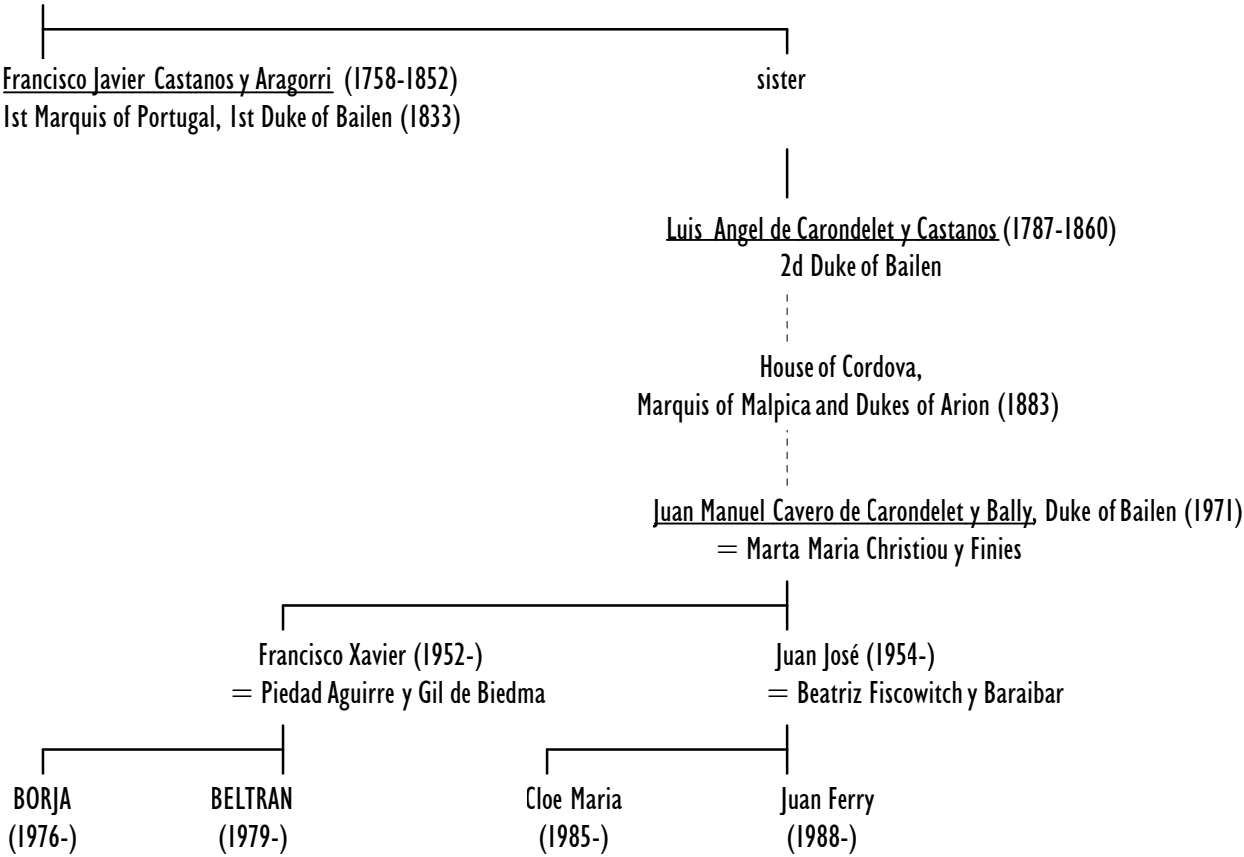 Francisco Javier Castanos y Aragorri (1758-1852)
1st Marquis of Portugal, 1st Duke of Bailen (1833)
sister
Luis Angel de Carondelet y Castanos (1787-1860)
2d Duke of Bailen
House of Cordova,
Marquis of Malpica and Dukes of Arion (1883)
Juan Manuel Cavero de Carondelet y Bally, Duke of Bailen (1971)
= Marta Maria Christiou y Finies
Francisco Xavier (1952-)
= Piedad Aguirre y Gil de Biedma
Juan José (1954-)
= Beatriz Fiscowitch y Baraibar
BORJA
(1976-)
BELTRAN
(1979-)
Cloe Maria
(1985-)
Juan Ferry
(1988-)